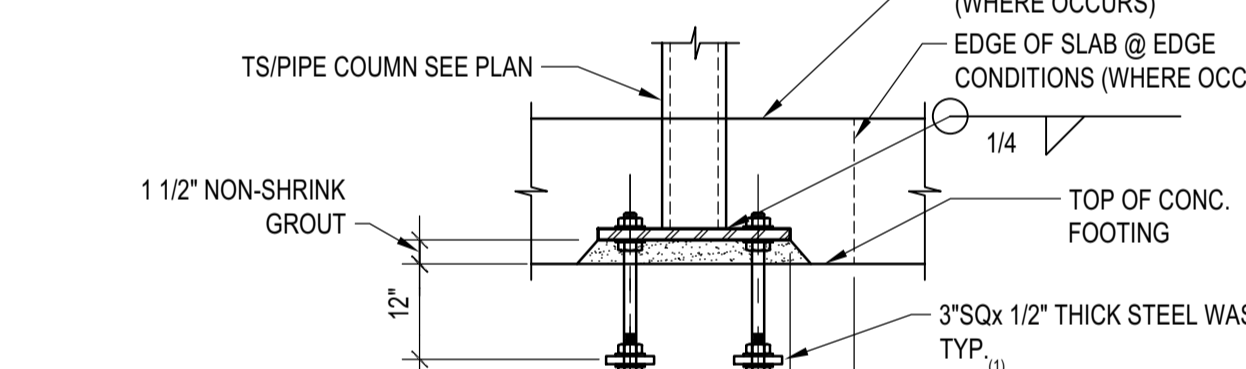 (WHERE OCCURS)
EDGE OF SLAB @ EDGE
CONDITIONS (WHERE OCC
TS/PIPE COUMN SEE PLAN
1/4
1 1/2" NON-SHRINK
GROUT
TOP OF CONC.
FOOTING
12"
3"SQx 1/2" THICK STEEL WAS
TYP.(1)